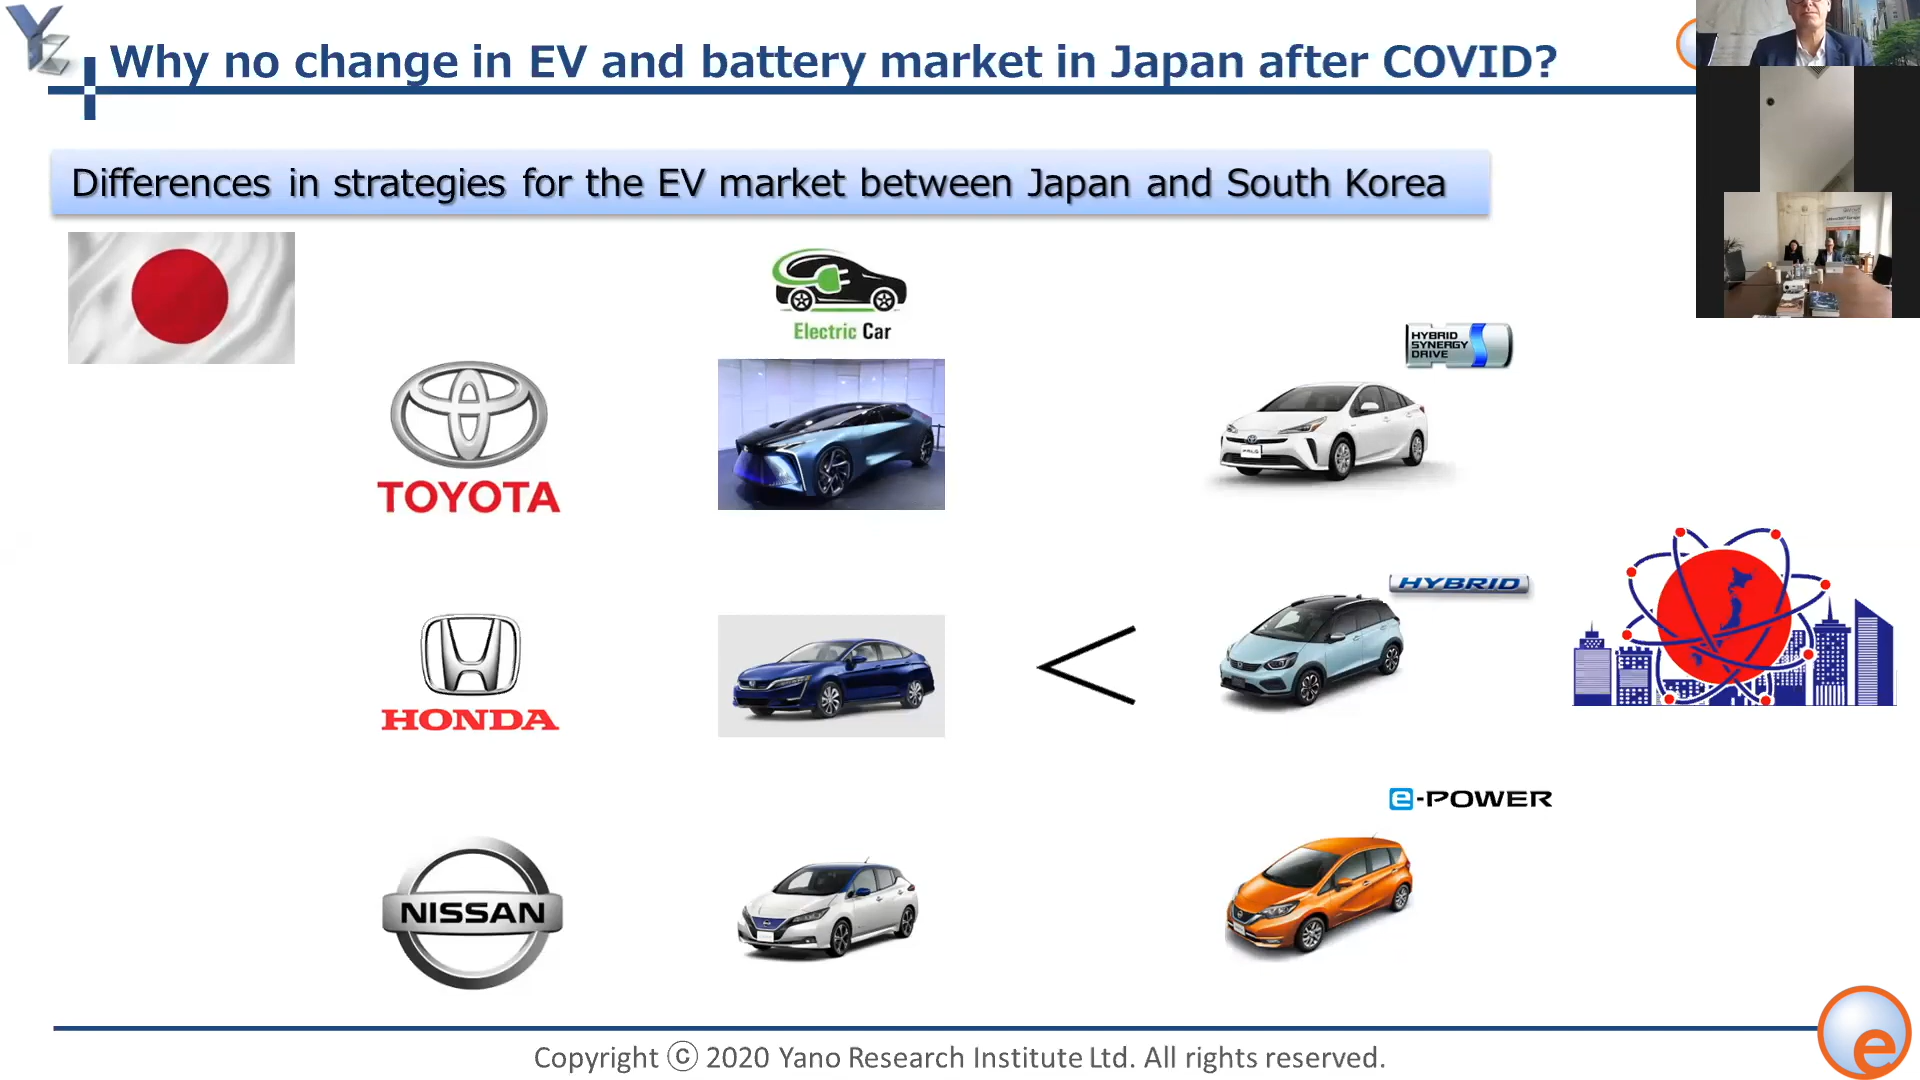 Why no change in EV and battery market in Japan after COVID?
Differences in strategies for the EV market between Japan and South Korea
Electric Car
HYBRID
SYNERGY
DRIVE
TOYOTA
HYBRID
HONDA
e-POWER
NISSAN
Copyright ⓒ 2020 Yano Research Institute Ltd. All rights reserved.
e